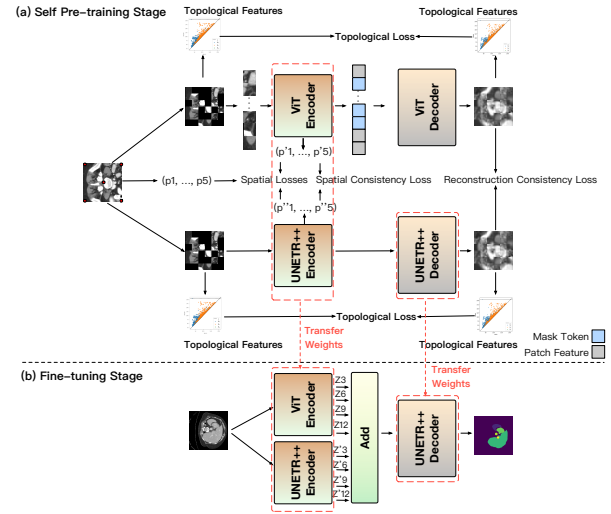 (a) Self Pre-training Stage
Topological Features
Topological Features
Topological Loss
ViT
Encoder
ViT
Decoder
(p'1, ..., p'5)
(p1, ..., p5)
Spatial Losses
Spatial Consistency Loss
Reconstruction Consistency Loss
(p''1, ..., p''5)
UNETR++
Encoder
UNETR++
Decoder
Topological Loss
Topological Features
Topological Features
Transfer
Weights
Mask Token
Patch Feature
(b) Fine-tuning Stage
Transfer
Weights
ViT
Encoder
Z3
Z6
Z9
Z12
UNETR++
Encoder
Z'3
Z'6
Z'9
Z'12
Add
UNETR++
Decoder